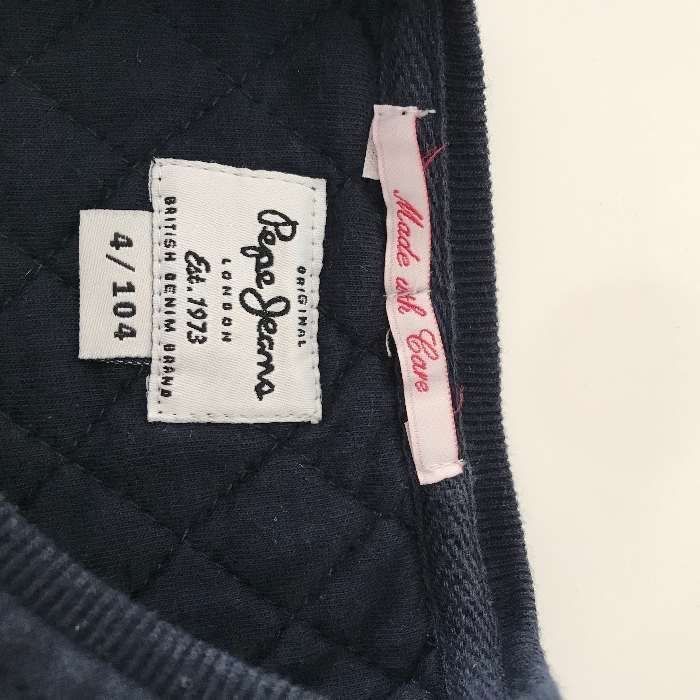 ORIGINAL
Pepe Jeans
LONDON
Est. 1973
BRITISH DENIM BRAND
4/104
Made with Care